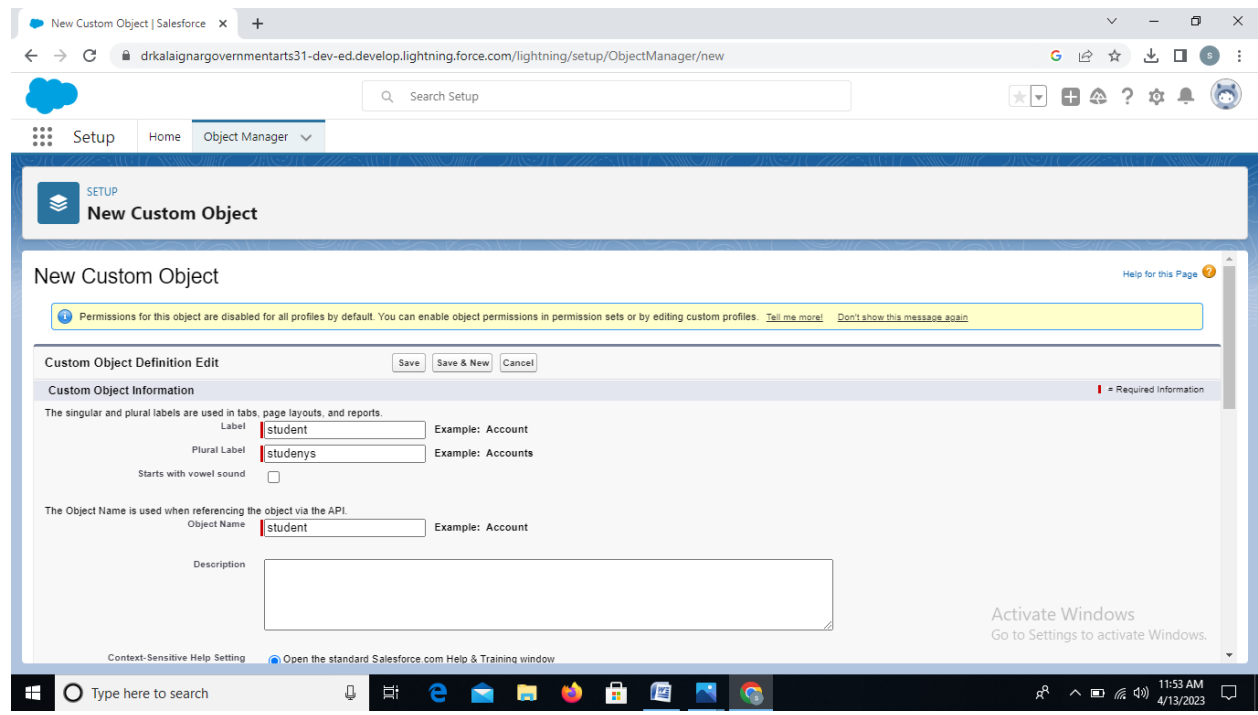 New Custom Object | Salesforce
drkalaignargovernmentarts31-dev-ed.develop.lightning.force.com/lightning/setup/ObjectManager/new
G
s
Search Setup
Setup Home Object Manager
SETUP
New Custom Object
New Custom Object
Help for this Page ?
Permissions for this object are disabled for all profiles by default. You can enable object permissions in permission sets or by editing custom profiles. Tell me more! Don't show this message again
Custom Object Definition Edit Save Save & New Cancel
Custom Object Information = Required Information
The singular and plural labels are used in tabs, page layouts, and reports.
Label student Example: Account
Plural Label studenys Example: Accounts
Starts with vowel sound
The Object Name is used when referencing the object via the API.
Object Name student Example: Account
Description
Activate Windows
Go to Settings to activate Windows.
Context-Sensitive Help Setting Open the standard Salesforce.com Help & Training window
Type here to search
11:53 AM
4/13/2023